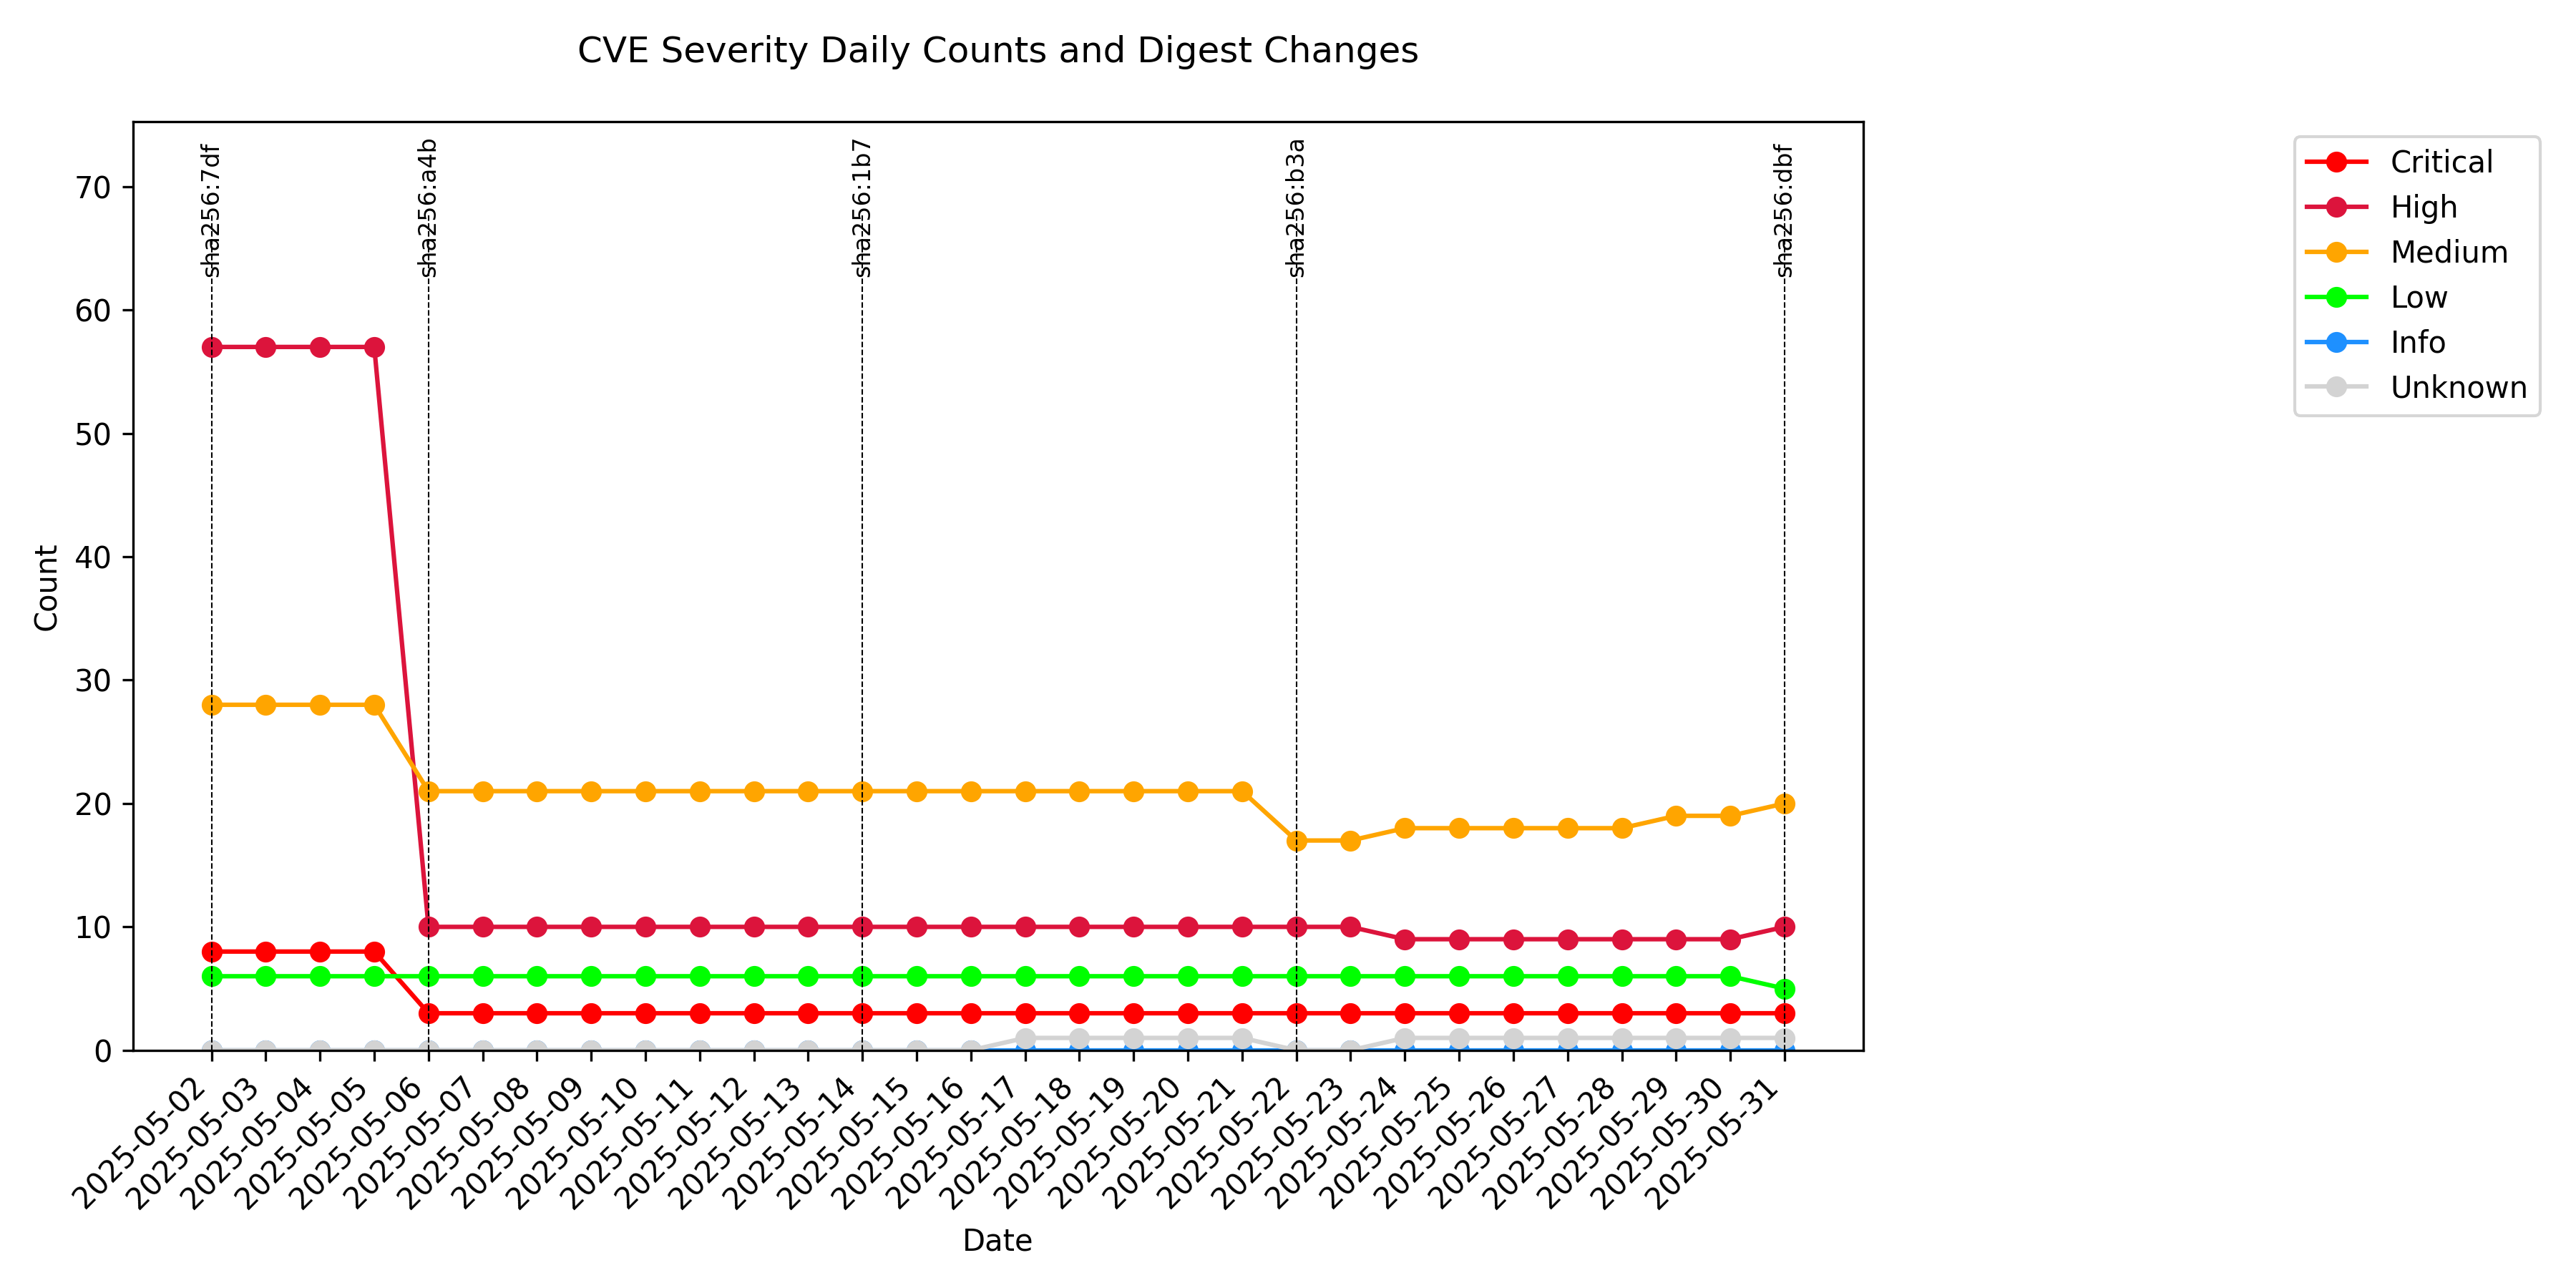 CVE Severity Daily Counts and Digest Changes
sha256:7df
sha256:a4b
sha256:1b7
sha256:b3a
sha256:dbf
Critical
High
Medium
Low
Info
Unknown
70
60
50
40
30
20
10
0
Count
2025-05-02
2025-05-03
2025-05-04
2025-05-05
2025-05-06
2025-05-07
2025-05-08
2025-05-09
2025-05-10
2025-05-11
2025-05-12
2025-05-13
2025-05-14
2025-05-15
2025-05-16
2025-05-17
2025-05-18
2025-05-19
2025-05-20
2025-05-21
2025-05-22
2025-05-23
2025-05-24
2025-05-25
2025-05-26
2025-05-27
2025-05-28
2025-05-29
2025-05-30
2025-05-31
Date